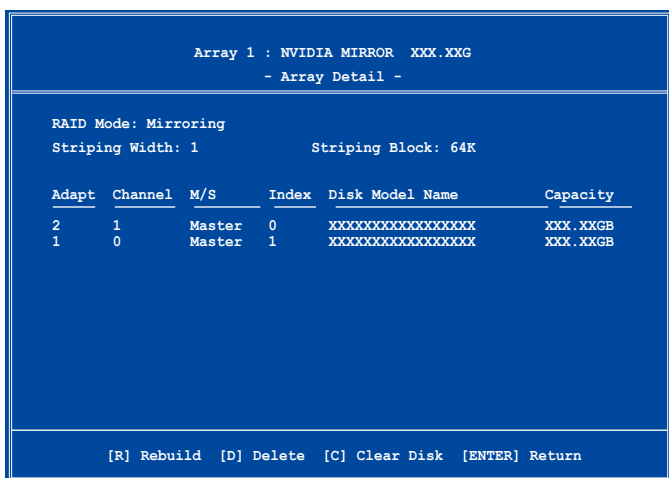 Array 1 : NVIDIA MIRROR XXX.XXG
- Array Detail -
RAID Mode: Mirroring
Striping Width: 1 Striping Block: 64K
Adapt Channel M/S Index Disk Model Name Capacity
2 1 Master 0 XXXXXXXXXXXXXXXXX XXX.XXGB
1 0 Master 1 XXXXXXXXXXXXXXXXX XXX.XXGB
[R] Rebuild [D] Delete [C] Clear Disk [ENTER] Return